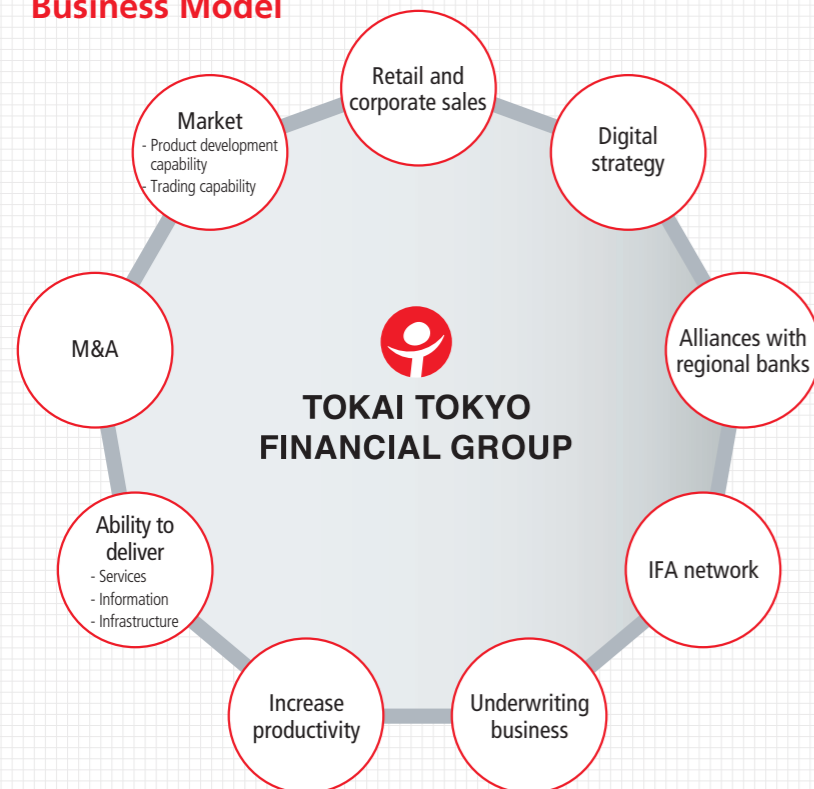 Business Model
Retail and
corporate sales
Digital
strategy
Alliances with
regional banks
IFA network
Underwriting
business
Increase
productivity
Ability to
deliver
- Services
- Information
- Infrastructure
M&A
Market
- Product development
capability
- Trading capability
TOKAI TOKYO
FINANCIAL GROUP